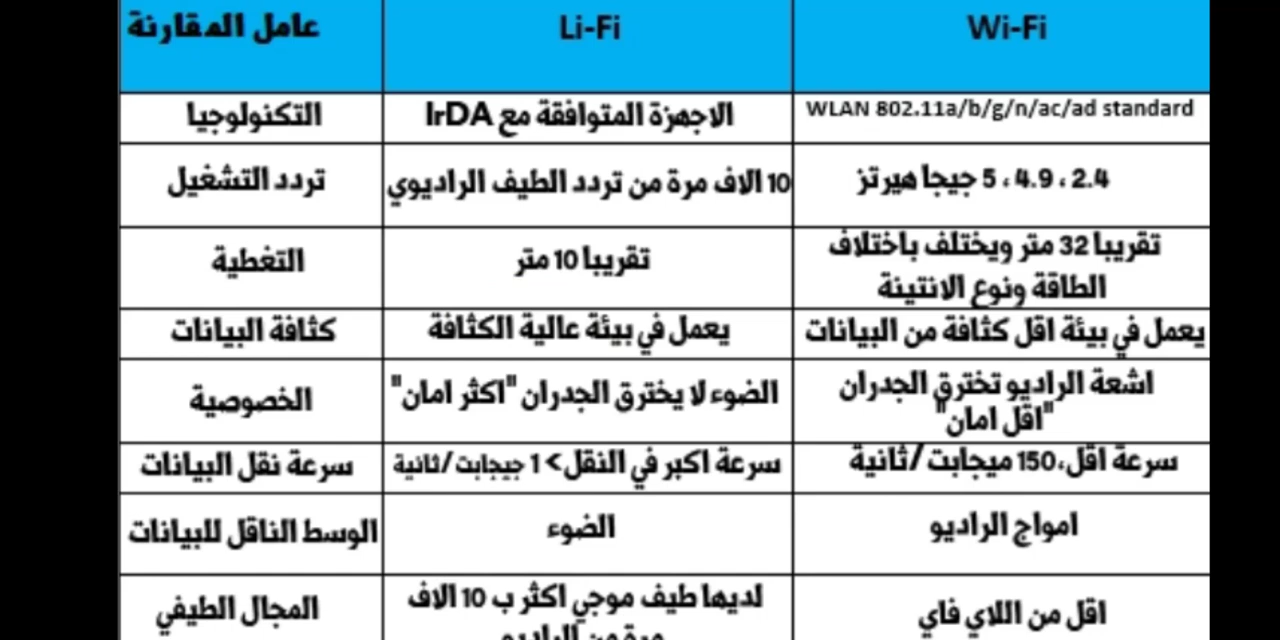 عامل المقارنة
Li-Fi
Wi-Fi
التكنولوجيا
الاجهزة المتوافقة مع IrDA
WLAN 802.11a/b/g/n/ac/ad standard
تردد التشغيل
10 الاف مرة من تردد الطيف الراديوي
2.4 ، 4.9 ، 5 جيجا هيرتز
التغطية
تقريبا 10 متر
تقريبا 32 متر ويختلف باختلاف
الطاقة ونوع الانتينة
كثافة البيانات
يعمل في بيئة عالية الكثافة
يعمل في بيئة اقل كثافة من البيانات
الخصوصية
الضوء لا يخترق الجدران "اكثر امان"
اشعة الراديو تخترق الجدران
"اقل امان"
سرعة نقل البيانات
سرعة اكبر في النقل> 1 جيجابت/ثانية
سرعة اقل، 150 ميجابت/ثانية
الوسط الناقل للبيانات
الضوء
امواج الراديو
المجال الطيفي
لديها طيف موجي اكثر ب 10 الاف
مرة من الراديو
اقل من اللاي فاي